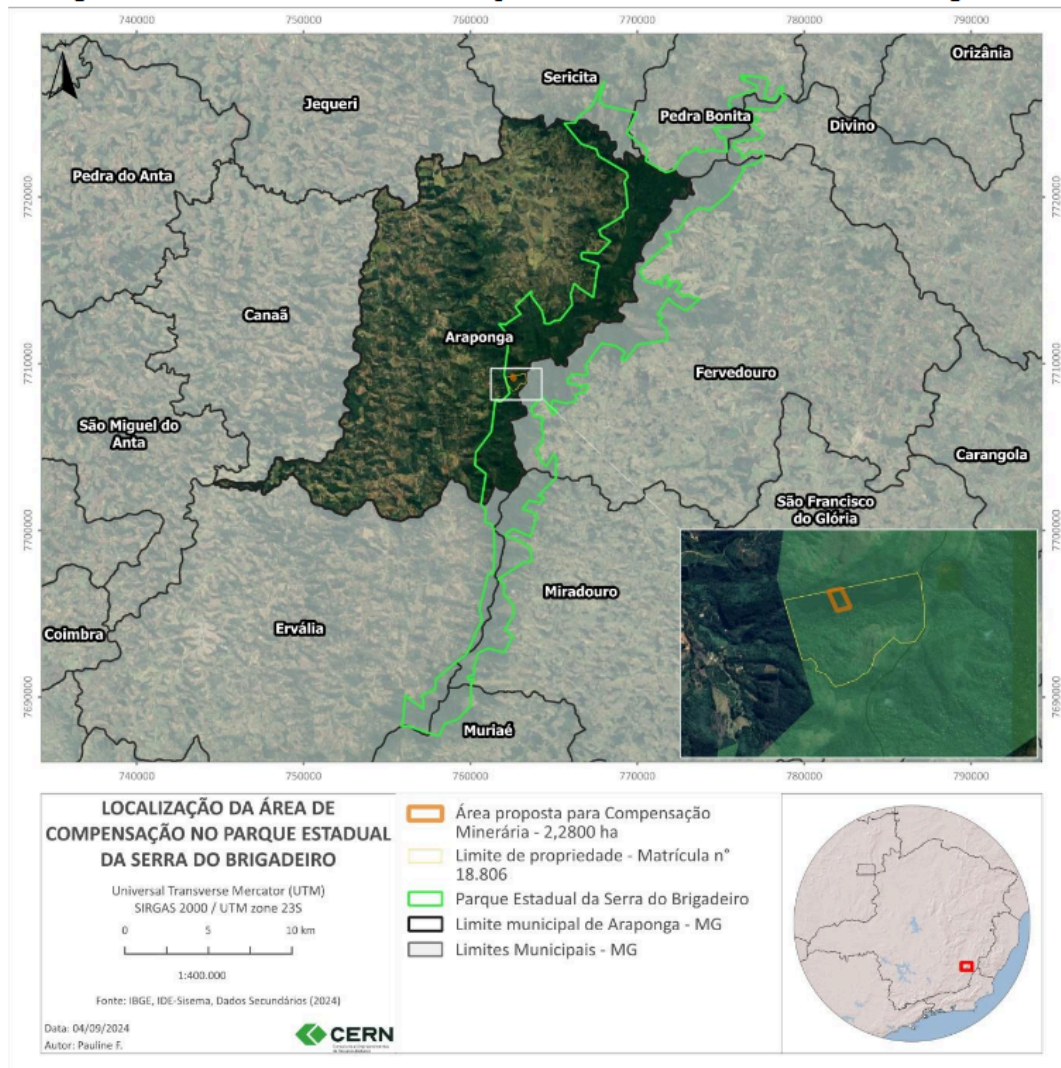 740000
750000
760000
770000
780000
790000
Orizânia
Sericita
Jequeri
Pedra Bonita
Divino
Pedra do Anta
7720000
7720000
Canaã
Araponga
7710000
7710000
Fervedouro
São Miguel do
Anta
Carangola
São Francisco
do Glória
7700000
7700000
Miradouro
Coimbra
Ervália
7690000
7690000
Muriaé
740000
750000
760000
770000
780000
790000
LOCALIZAÇÃO DA ÁREA DE
COMPENSAÇÃO NO PARQUE ESTADUAL
DA SERRA DO BRIGADEIRO
Universal Transverse Mercator (UTM)
SIRGAS 2000 / UTM zone 23S
0 5 10 km
1:400.000
Fonte: IBGE, IDE-Sisema, Dados Secundários (2024)
Data: 04/09/2024
Autor: Pauline F.
CERN
Área proposta para Compensação
Minerária - 2,2800 ha
Limite de propriedade - Matrícula n°
18.806
Parque Estadual da Serra do Brigadeiro
Limite municipal de Araponga - MG
Limites Municipais - MG